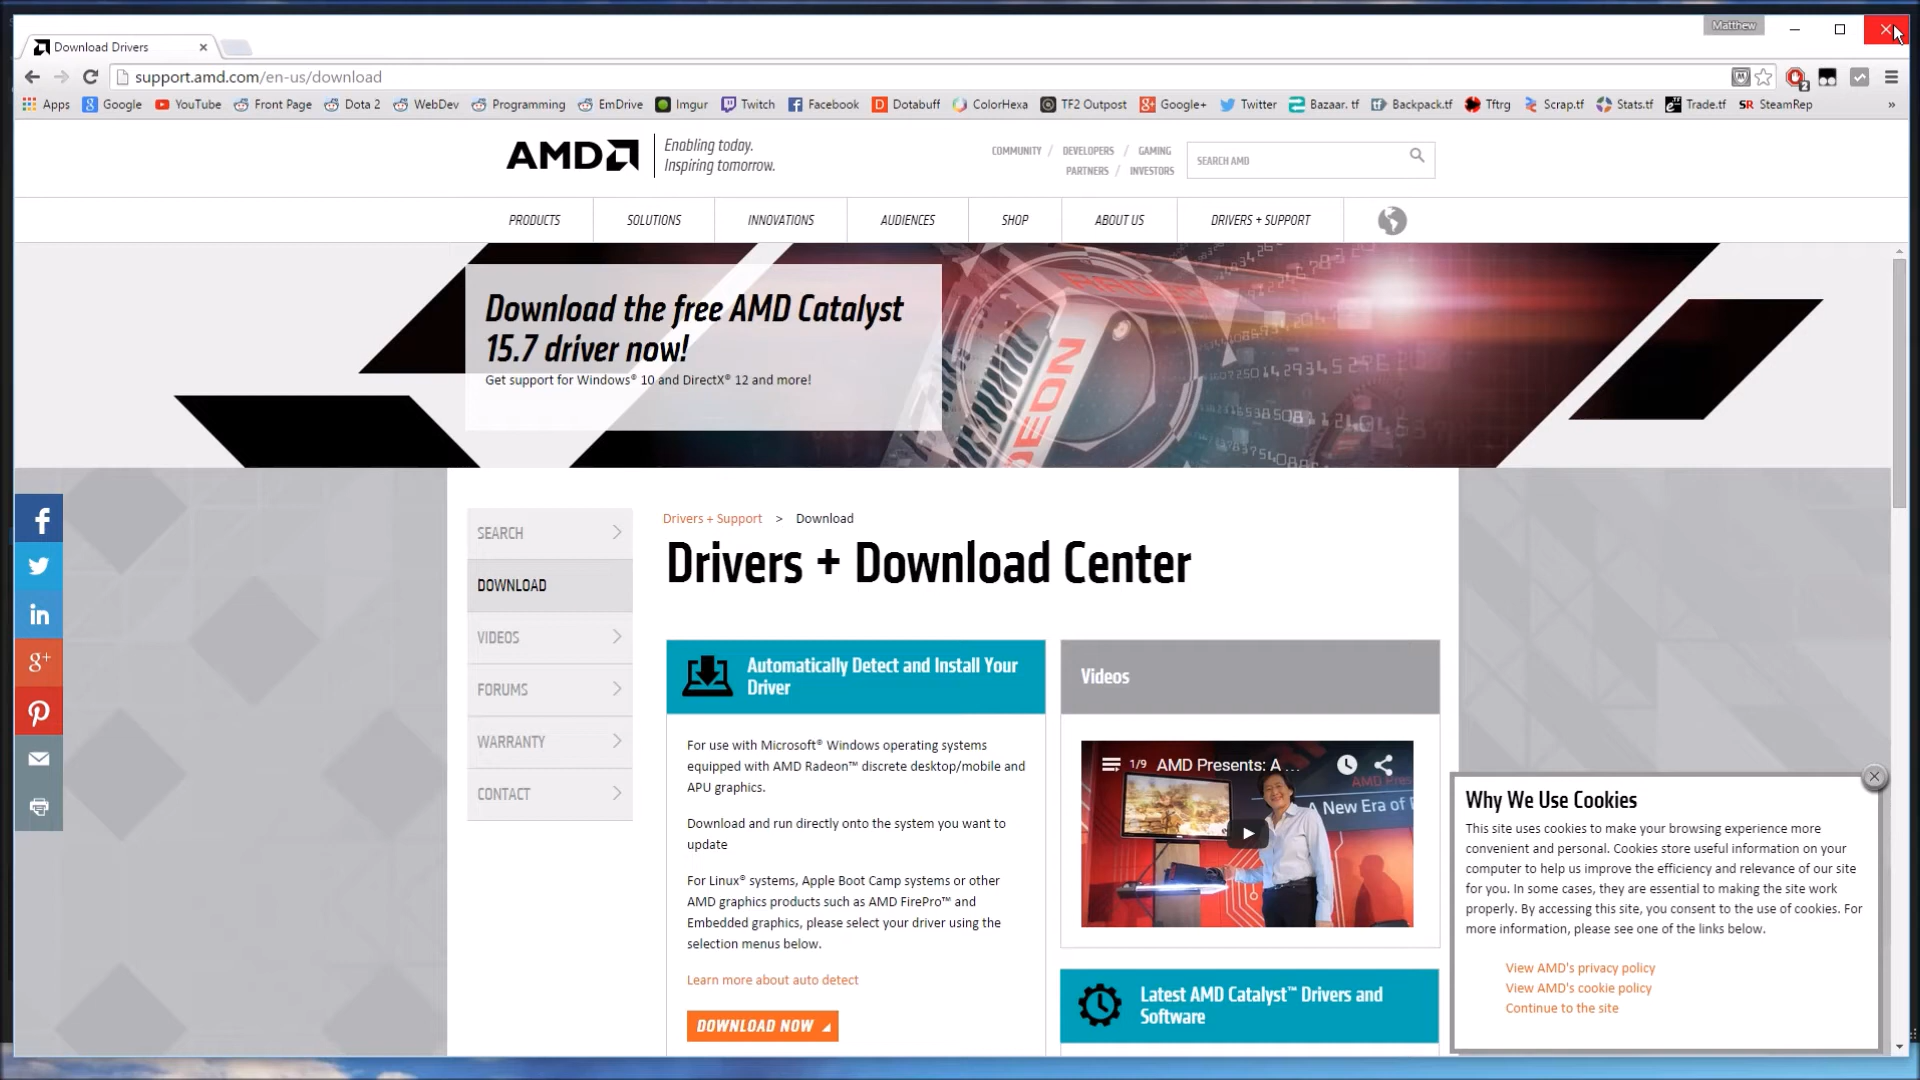 Matthew
Download Drivers
support.amd.com/en-us/download
Apps Google YouTube Front Page Dota 2 WebDev Programming EmDrive Imgur Twitch Facebook Dotabuff ColorHexa TF2 Outpost Google+ Twitter Bazaar.tf Backpack.tf Tftrg Scrap.tf Stats.tf Trade.tf SteamRep »
AMD
Enabling today.
Inspiring tomorrow.
COMMUNITY / DEVELOPERS / GAMING
PARTNERS / INVESTORS
SEARCH AMD
PRODUCTS SOLUTIONS INNOVATIONS AUDIENCES SHOP ABOUT US DRIVERS + SUPPORT
Download the free AMD Catalyst
15.7 driver now!
Get support for Windows® 10 and DirectX® 12 and more!
RADEON
SEARCH
DOWNLOAD
VIDEOS
FORUMS
WARRANTY
CONTACT
Drivers + Support > Download
Drivers + Download Center
Automatically Detect and Install Your
Driver
For use with Microsoft® Windows operating systems
equipped with AMD Radeon™ discrete desktop/mobile and
APU graphics.
Download and run directly onto the system you want to
update
For Linux® systems, Apple Boot Camp systems or other
AMD graphics products such as AMD FirePro™ and
Embedded graphics, please select your driver using the
selection menus below.
Learn more about auto detect
DOWNLOAD NOW
Videos
1/9 AMD Presents: A ...
A New Era of
Latest AMD Catalyst™ Drivers and
Software
Why We Use Cookies
This site uses cookies to make your browsing experience more
convenient and personal. Cookies store useful information on your
computer to help us improve the efficiency and relevance of our site
for you. In some cases, they are essential to making the site work
properly. By accessing this site, you consent to the use of cookies. For
more information, please see one of the links below.
View AMD's privacy policy
View AMD's cookie policy
Continue to the site